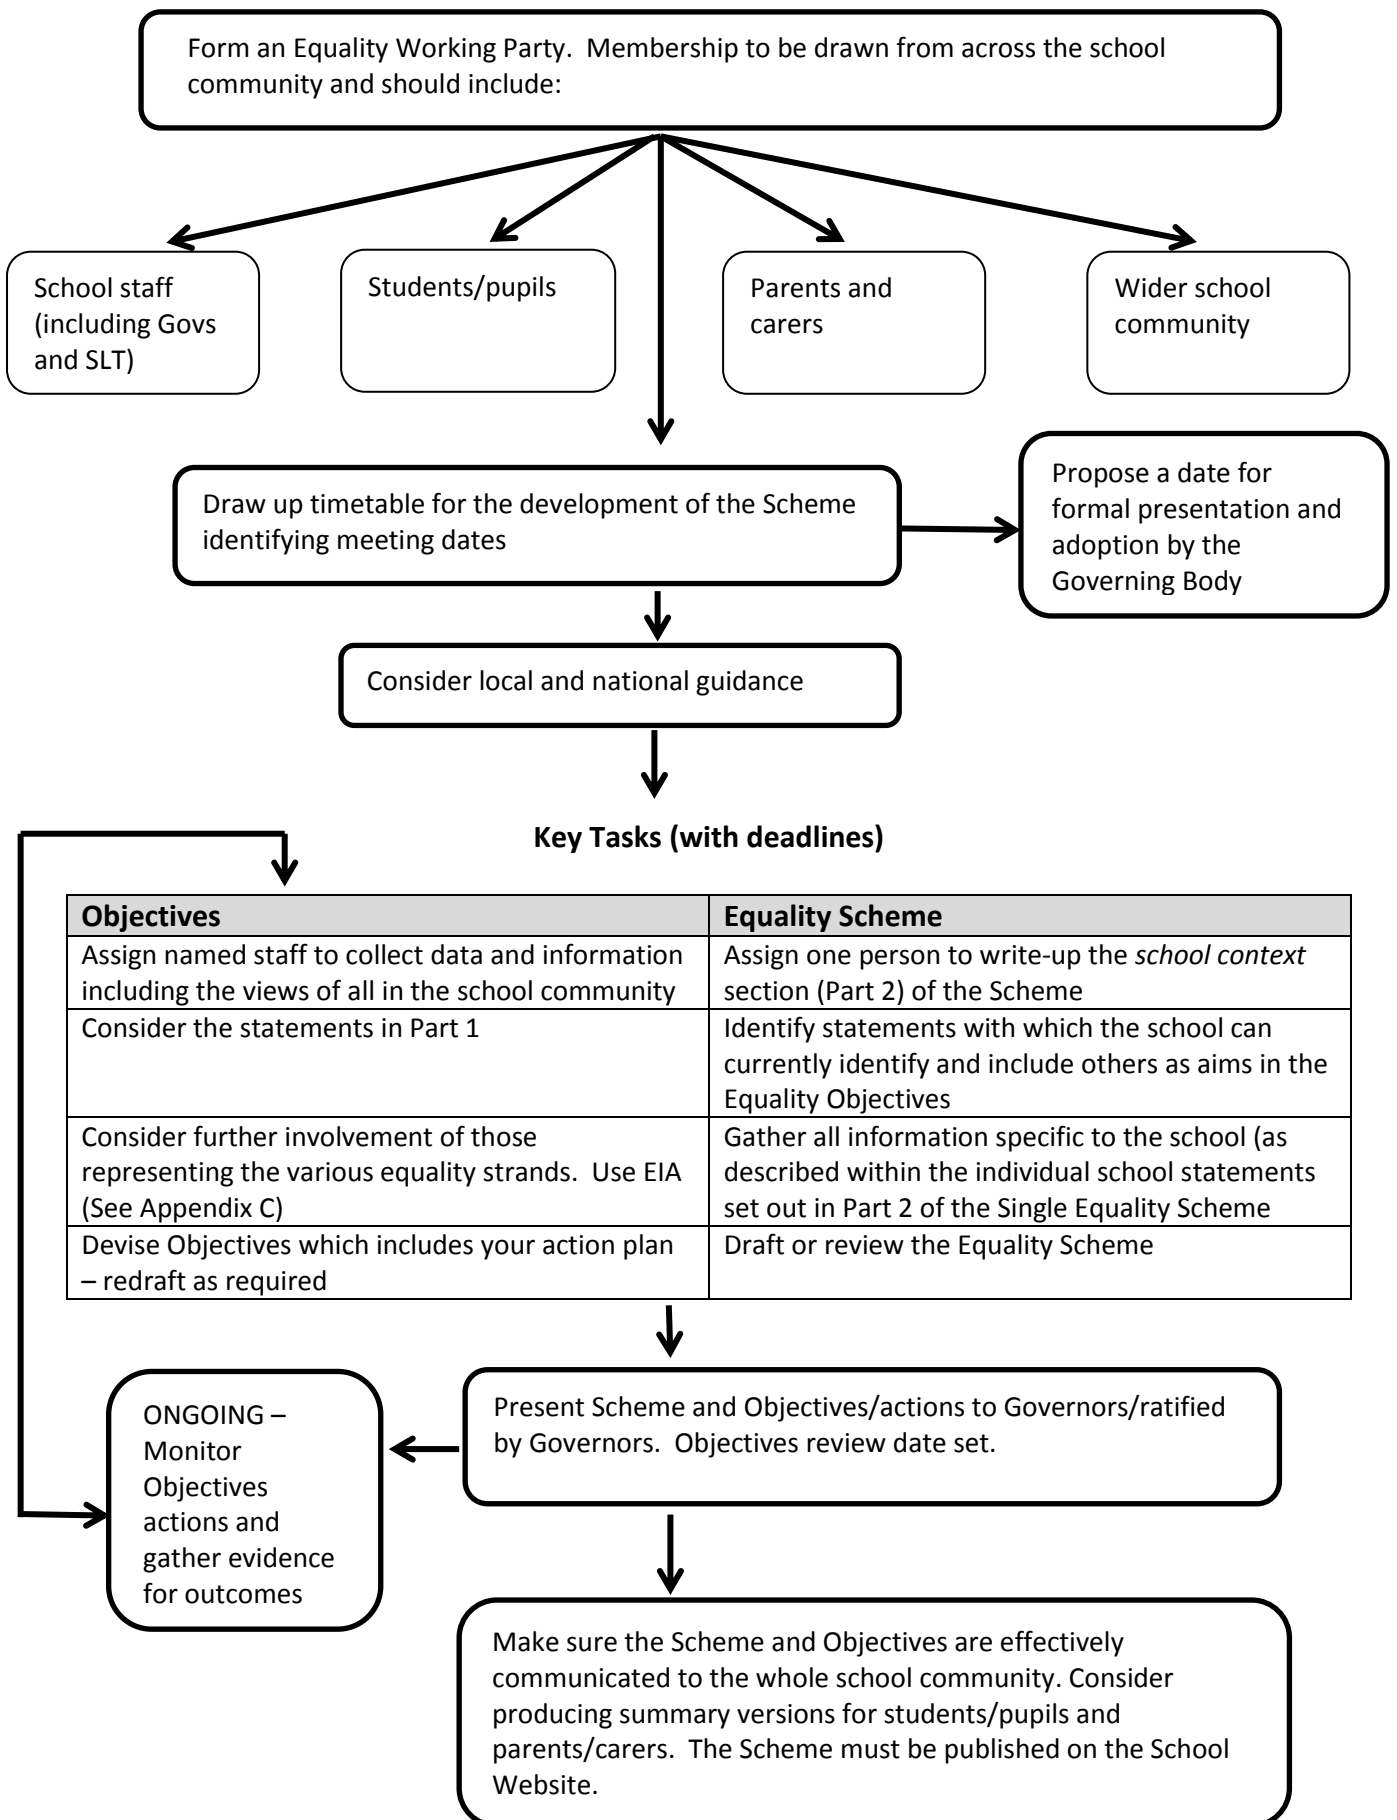 Form an Equality Working Party.  Membership to be drawn from across the school
community and should include:
School staff
(including Govs
and SLT)
Students/pupils
Parents and
carers
Wider school
community
Draw up timetable for the development of the Scheme
identifying meeting dates
Propose a date for
formal presentation and
adoption by the
Governing Body
Consider local and national guidance
Key Tasks (with deadlines)
Objectives
Equality Scheme
Assign named staff to collect data and information
including the views of all in the school community
Assign one person to write-up the school context
section (Part 2) of the Scheme
Consider the statements in Part 1
Identify statements with which the school can
currently identify and include others as aims in the
Equality Objectives
Consider further involvement of those
representing the various equality strands.  Use EIA
(See Appendix C)
Gather all information specific to the school (as
described within the individual school statements
set out in Part 2 of the Single Equality Scheme
Devise Objectives which includes your action plan
– redraft as required
Draft or review the Equality Scheme
Present Scheme and Objectives/actions to Governors/ratified
by Governors.  Objectives review date set.
ONGOING –
Monitor
Objectives
actions and
gather evidence
for outcomes
Make sure the Scheme and Objectives are effectively
communicated to the whole school community. Consider
producing summary versions for students/pupils and
parents/carers.  The Scheme must be published on the School
Website.